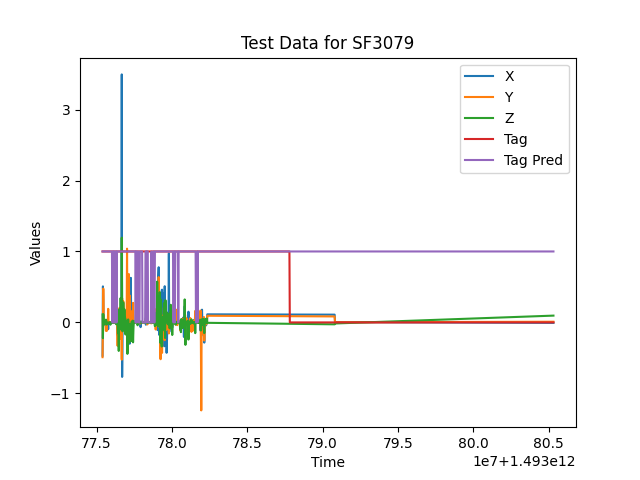 Test Data for SF3079
X
Y
Z
Tag
Tag Pred
Values
3
2
1
0
−1
77.5 78.0 78.5 79.0 79.5 80.0 80.5
Time
1e7+1.493e12